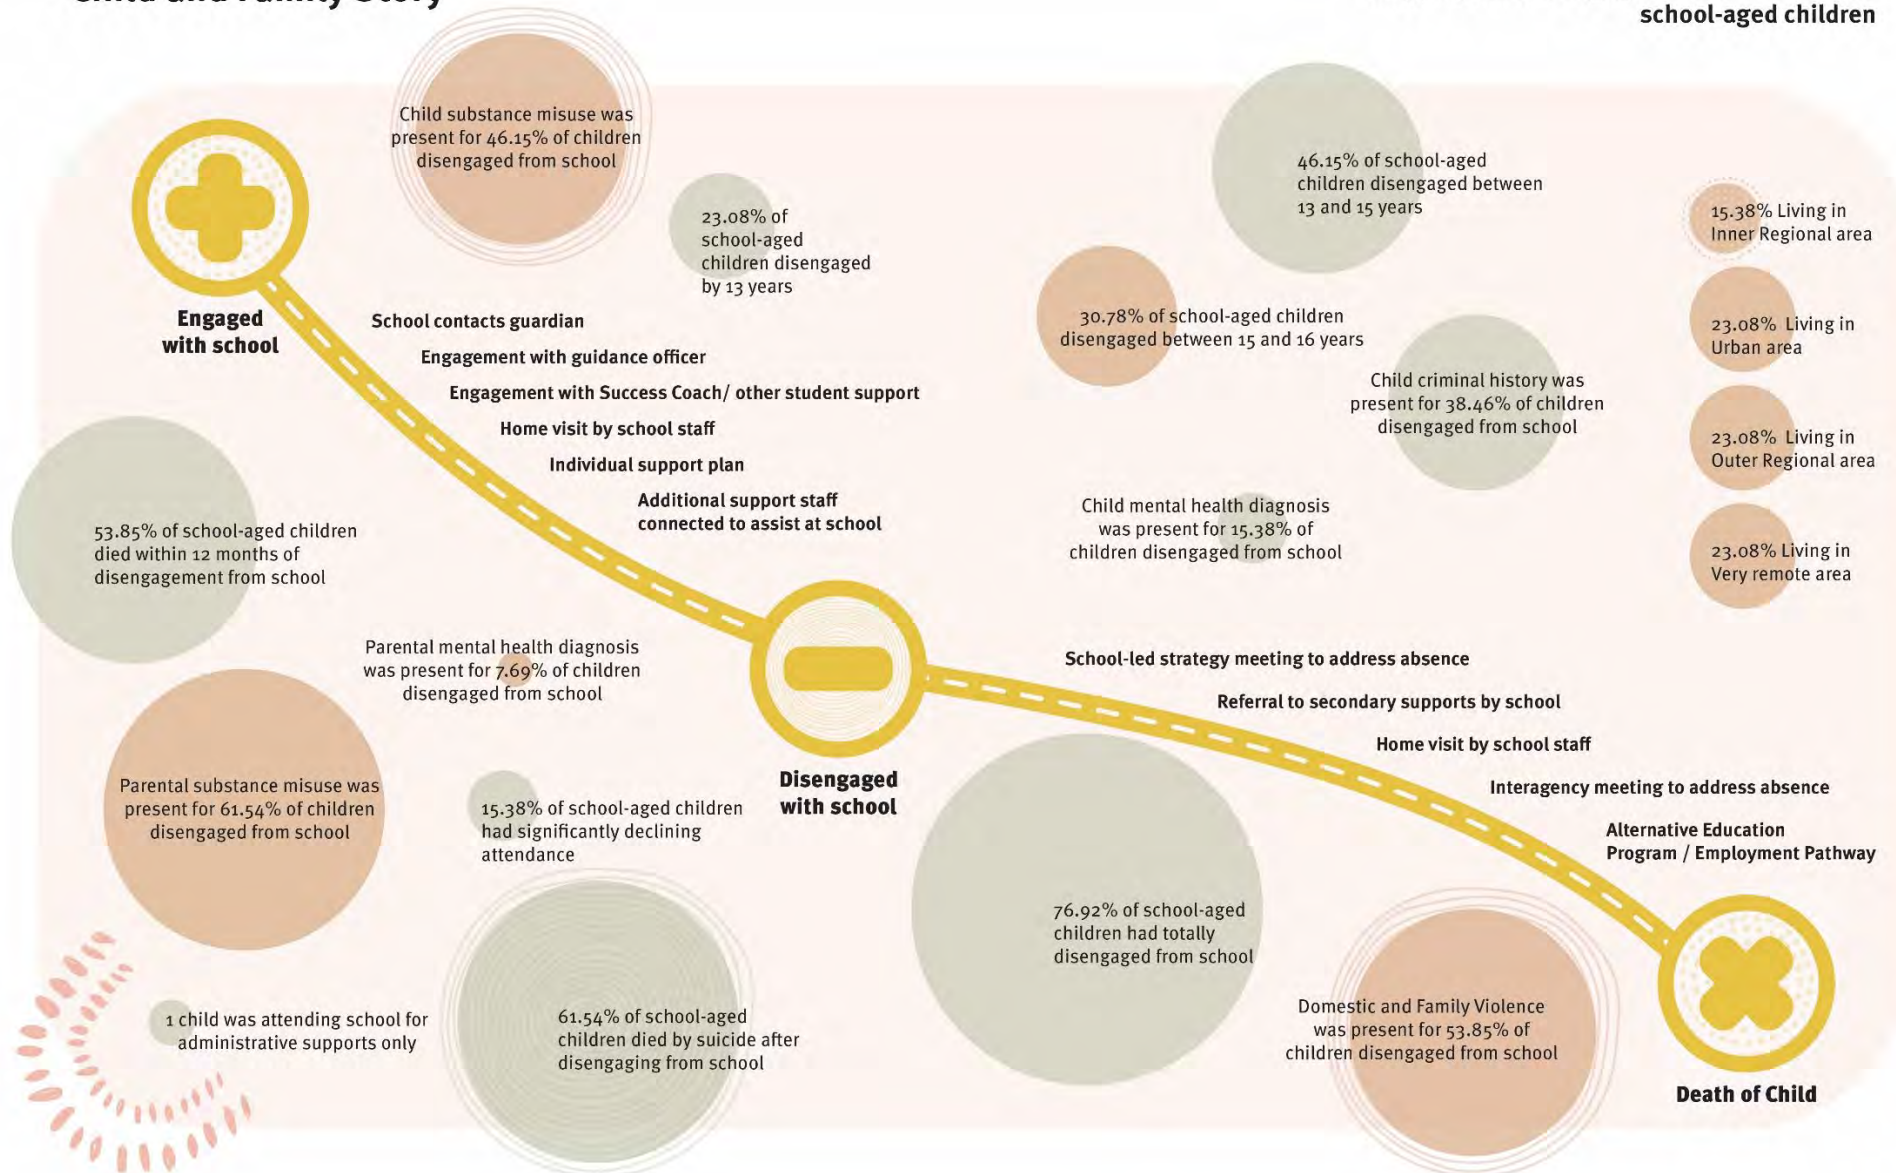 Child and Family Story
school-aged children
Child substance misuse was
present for 46.15% of children
disengaged from school
23.08% of
school-aged
children disengaged
by 13 years
46.15% of school-aged
children disengaged between
13 and 15 years
15.38% Living in
Inner Regional area
Engaged
with school
School contacts guardian
Engagement with guidance officer
Engagement with Success Coach/ other student support
Home visit by school staff
Individual support plan
Additional support staff
connected to assist at school
30.78% of school-aged children
disengaged between 15 and 16 years
23.08% Living in
Urban area
Child criminal history was
present for 38.46% of children
disengaged from school
23.08% Living in
Outer Regional area
53.85% of school-aged children
died within 12 months of
disengagement from school
Child mental health diagnosis
was present for 15.38% of
children disengaged from school
23.08% Living in
Very remote area
Parental mental health diagnosis
was present for 7.69% of children
disengaged from school
School-led strategy meeting to address absence
Referral to secondary supports by school
Home visit by school staff
Interagency meeting to address absence
Alternative Education
Program / Employment Pathway
Parental substance misuse was
present for 61.54% of children
disengaged from school
15.38% of school-aged children
had significantly declining
attendance
Disengaged
with school
76.92% of school-aged
children had totally
disengaged from school
1 child was attending school for
administrative supports only
61.54% of school-aged
children died by suicide after
disengaging from school
Domestic and Family Violence
was present for 53.85% of
children disengaged from school
Death of Child